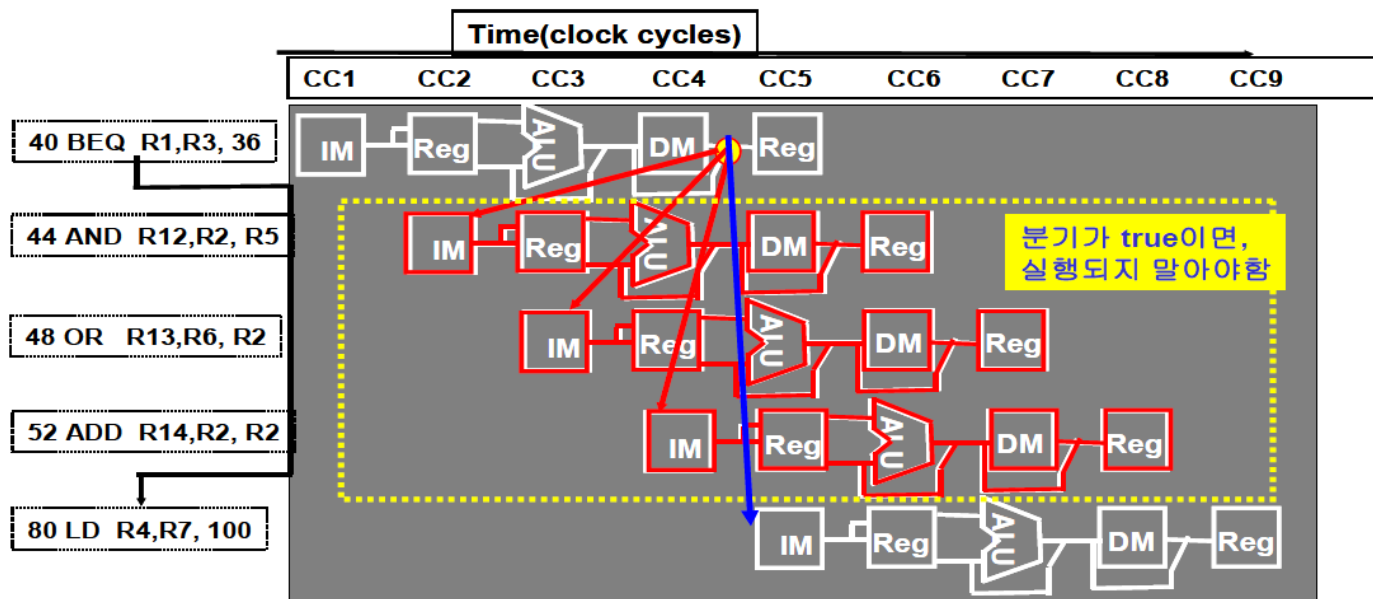 Time(clock cycles)
CC1 CC2 CC3 CC4 CC5 CC6 CC7 CC8 CC9
40 BEQ R1,R3, 36
IM Reg ALU DM Reg
44 AND R12,R2, R5
IM Reg ALU DM Reg
분기가 true이면,
실행되지 말아야함
48 OR R13,R6, R2
IM Reg ALU DM Reg
52 ADD R14,R2, R2
IM Reg ALU DM Reg
80 LD R4,R7, 100
IM Reg ALU DM Reg